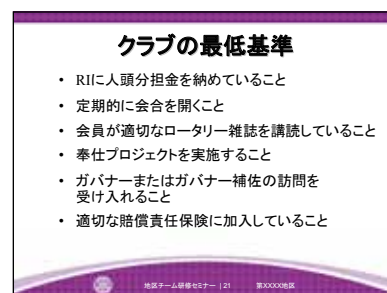 クラブの最低基準
• RIに人頭分担金を納めていること
• 定期的に会合を開くこと
• 会員が適切なロータリー雑誌を購読していること
• 奉仕プロジェクトを実施すること
• ガバナーまたはガバナー補佐の訪問を
受け入れること
• 適切な賠償責任保険に加入していること
地区チーム研修セミナー | 21 第XXXX地区